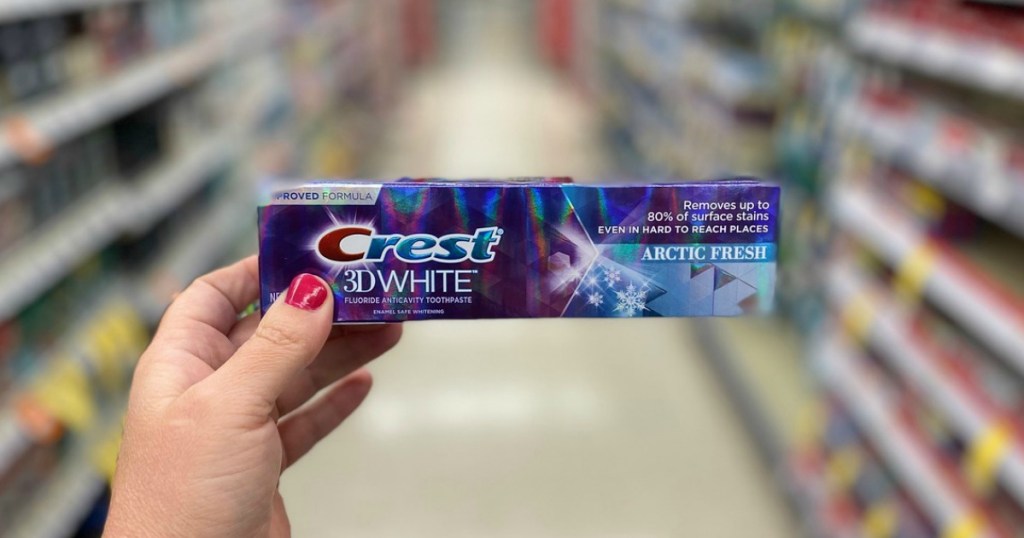 PROVED FORMULA
Crest
3D WHITE™
FLUORIDE ANTICAVITY TOOTHPASTE
ENAMEL SAFE WHITENING
Removes up to
80% of surface stains
EVEN IN HARD TO REACH PLACES
ARCTIC FRESH